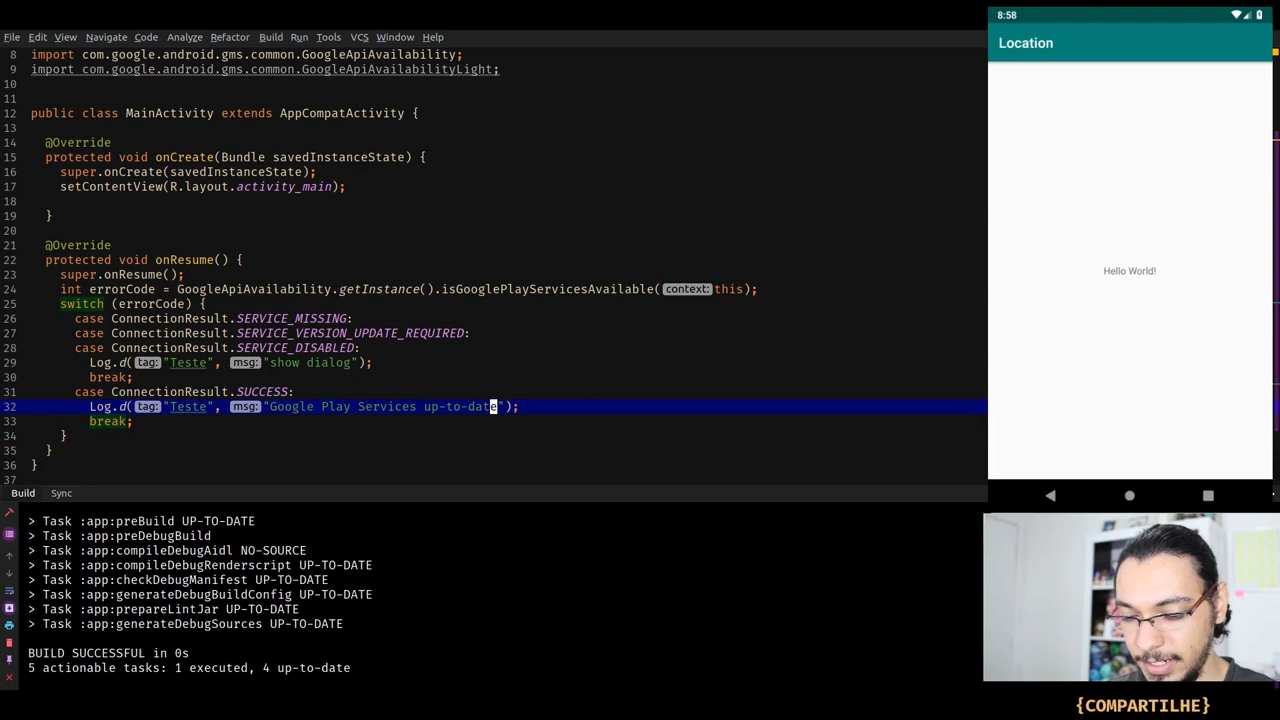 File Edit View Navigate Code Analyze Refactor Build Run Tools VCS Window Help
8 import com.google.android.gms.common.GoogleApiAvailability;
9 import com.google.android.gms.common.GoogleApiAvailabilityLight;
10
11
12 public class MainActivity extends AppCompatActivity {
13
14 @Override
15 protected void onCreate(Bundle savedInstanceState) {
16 super.onCreate(savedInstanceState);
17 setContentView(R.layout.activity_main);
18
19 }
20
21 @Override
22 protected void onResume() {
23 super.onResume();
24 int errorCode = GoogleApiAvailability.getInstance().isGooglePlayServicesAvailable(context:this);
25 switch (errorCode) {
26 case ConnectionResult.SERVICE_MISSING:
27 case ConnectionResult.SERVICE_VERSION_UPDATE_REQUIRED:
28 case ConnectionResult.SERVICE_DISABLED:
29 Log.d(tag:"Teste", msg:"show dialog");
30 break;
31 case ConnectionResult.SUCCESS:
32 Log.d(tag:"Teste", msg:"Google Play Services up-to-date");
33 break;
34 }
35 }
36 }
37
Build Sync
> Task :app:preBuild UP-TO-DATE
> Task :app:preDebugBuild
> Task :app:compileDebugAidl NO-SOURCE
> Task :app:compileDebugRenderscript UP-TO-DATE
> Task :app:checkDebugManifest UP-TO-DATE
> Task :app:generateDebugBuildConfig UP-TO-DATE
> Task :app:prepareLintJar UP-TO-DATE
> Task :app:generateDebugSources UP-TO-DATE
BUILD SUCCESSFUL in 0s
5 actionable tasks: 1 executed, 4 up-to-date
8:58
Location
Hello World!
{COMPARTILHE}